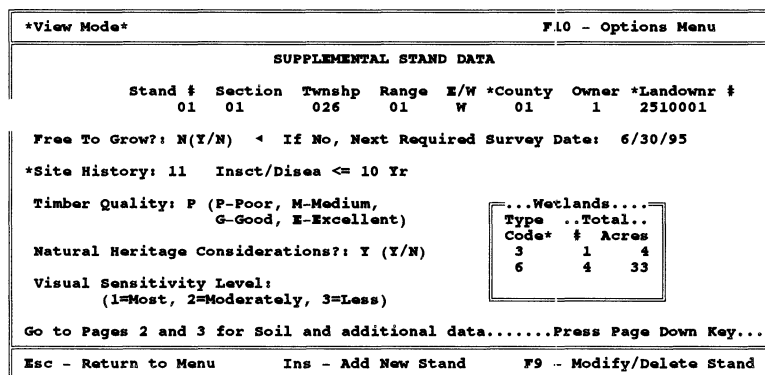 *View Mode* F10 - Options Menu
SUPPLEMENTAL STAND DATA
Stand # Section Twnshp Range E/W *County Owner *Landownr #
01 01 026 01 W 01 1 2510001
Free To Grow?: N(Y/N) ◄ If No, Next Required Survey Date: 6/30/95
*Site History: 11 Insct/Disea <= 10 Yr
Timber Quality: P (P-Poor, M-Medium,
G-Good, E-Excellent)
...Wetlands....
Type ..Total..
Code* # Acres
3 1 4
6 4 33
Natural Heritage Considerations?: Y (Y/N)
Visual Sensitivity Level:
(1=Most, 2=Moderately, 3=Less)
Go to Pages 2 and 3 for Soil and additional data.......Press Page Down Key...
Esc - Return to Menu Ins - Add New Stand F9 - Modify/Delete Stand